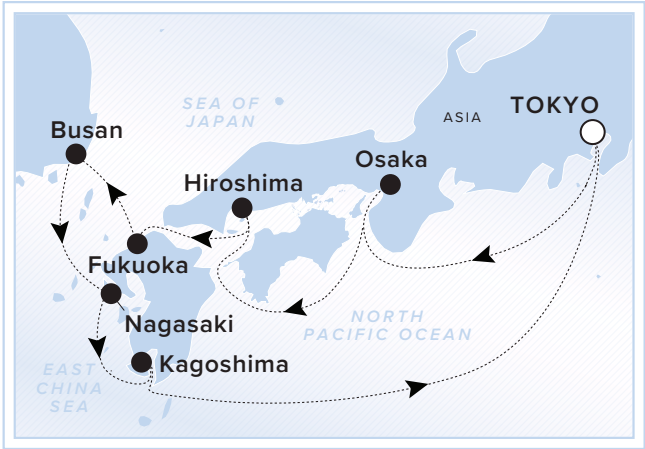 SEA OF
JAPAN
ASIA
TOKYO
Busan
Osaka
Hiroshima
Fukuoka
Nagasaki
NORTH
PACIFIC OCEAN
Kagoshima
EAST
CHINA
SEA